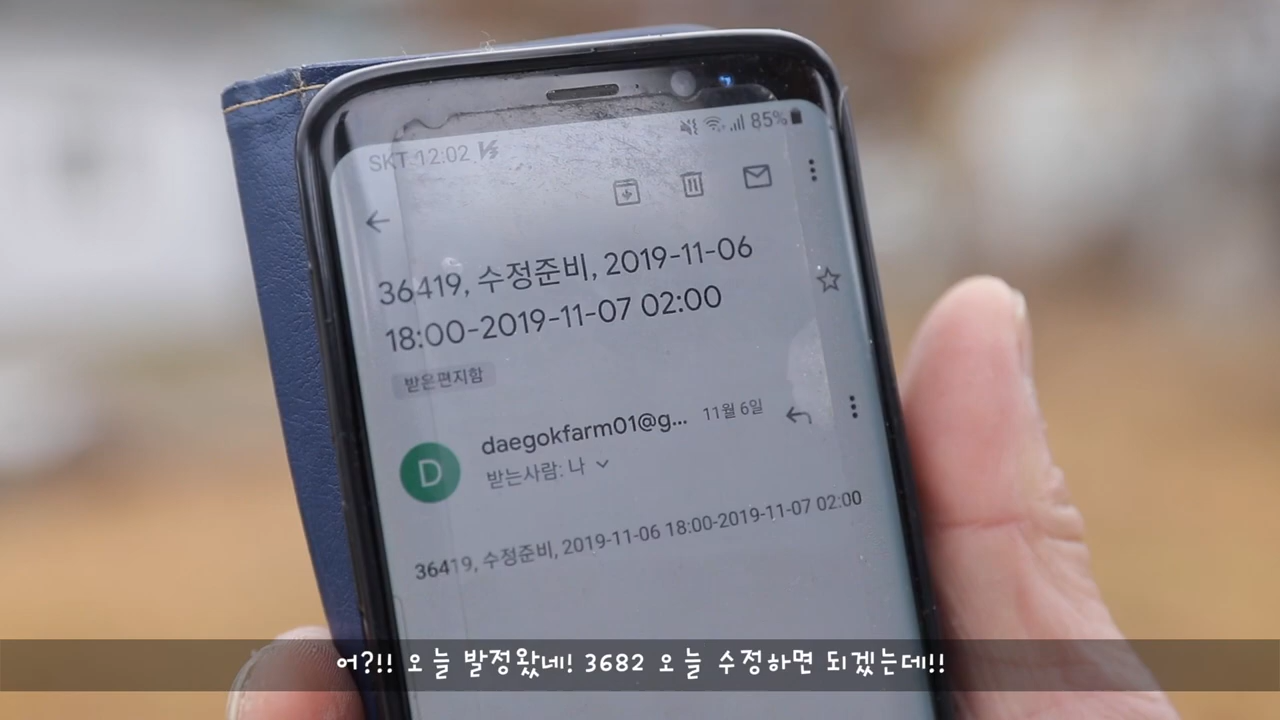 SKT 12:02
85%
36419, 수정준비, 2019-11-06
18:00-2019-11-07 02:00
받은편지함
D
daegokfarm01@g...
11월 6일
받는사람: 나
36419, 수정준비, 2019-11-06 18:00-2019-11-07 02:00
어?!! 오늘 발정왔네! 3682 오늘 수정하면 되겠는데!!